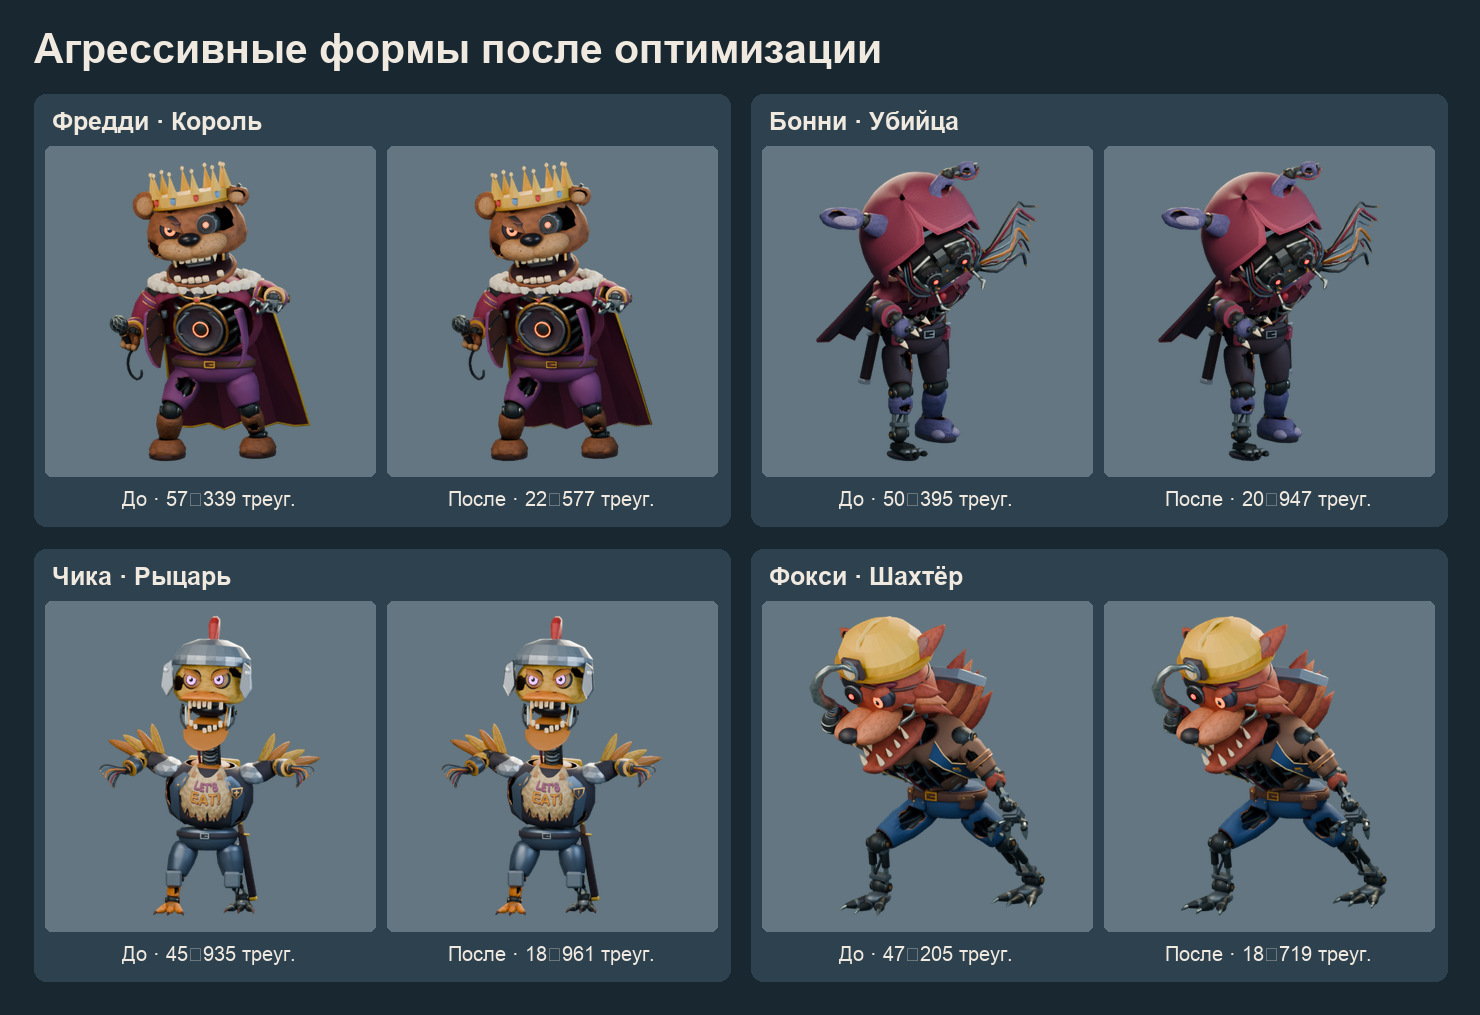 Агрессивные формы после оптимизации
Фредди · Король
До · 57□339 треуг.
После · 22□577 треуг.
Бонни · Убийца
До · 50□395 треуг.
После · 20□947 треуг.
Чика · Рыцарь
LET'S
EAT!
LET'S
EAT!
До · 45□935 треуг.
После · 18□961 треуг.
Фокси · Шахтёр
До · 47□205 треуг.
После · 18□719 треуг.